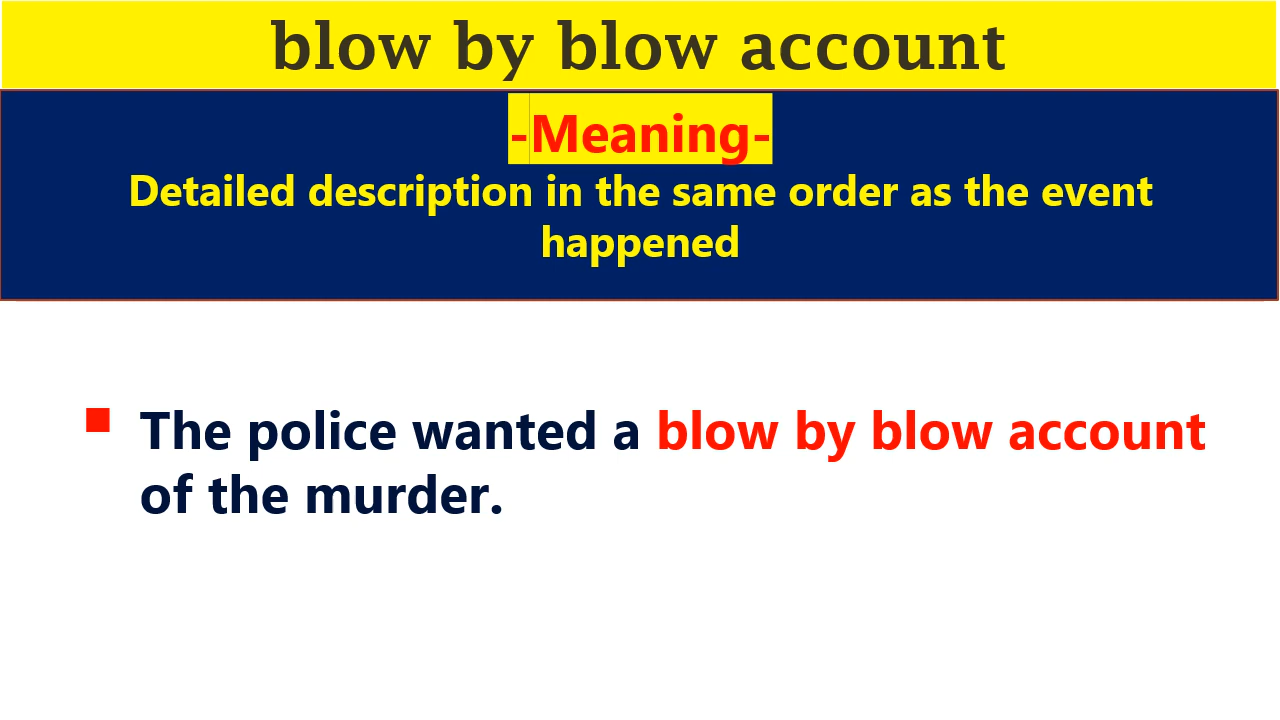 blow by blow account
-Meaning-
Detailed description in the same order as the event
happened
The police wanted a blow by blow account
of the murder.